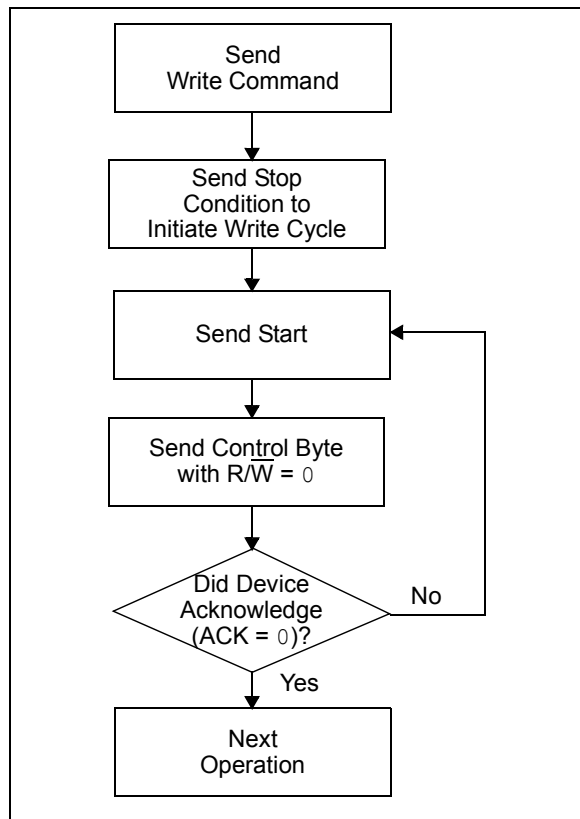 Send
Write Command
Send Stop
Condition to
Initiate Write Cycle
Send Start
Send Control Byte
with R/W̅ = 0
Did Device
Acknowledge
(ACK = 0)?
No
Yes
Next
Operation